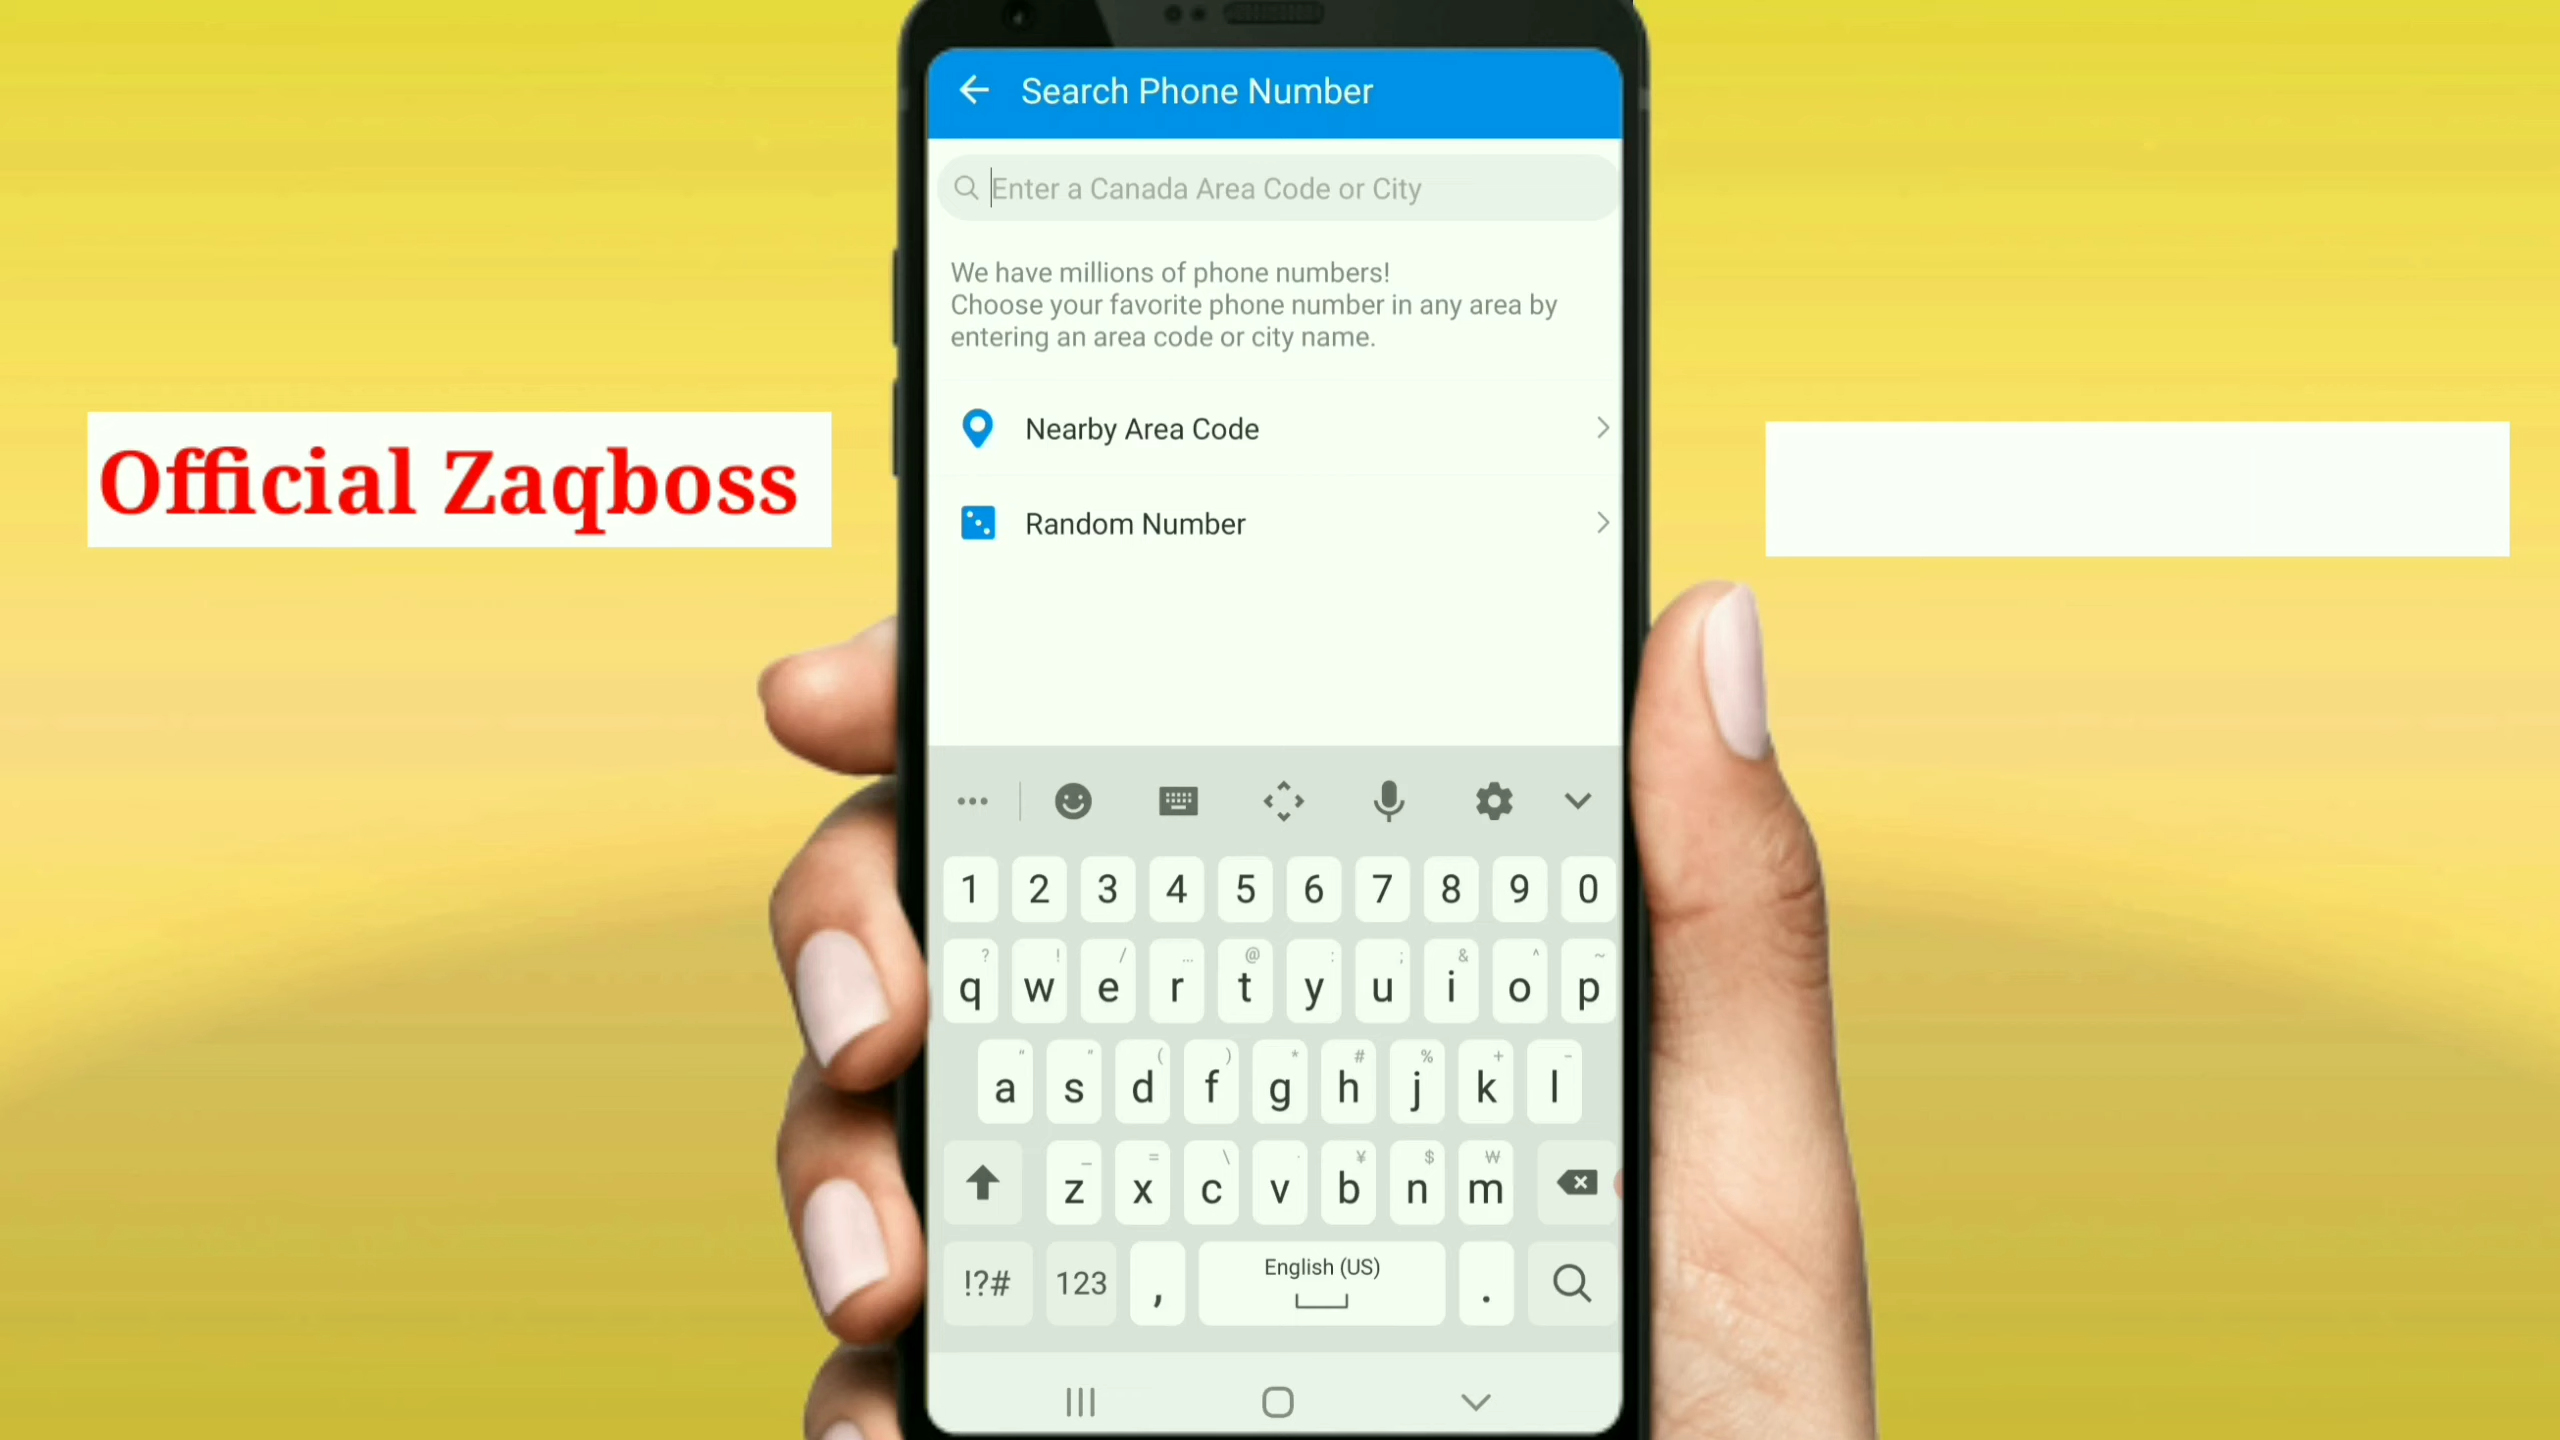 Search Phone Number
Enter a Canada Area Code or City
We have millions of phone numbers!
Choose your favorite phone number in any area by
entering an area code or city name.
Nearby Area Code
Official Zaqboss
Random Number
1 2 3 4 5 6 7 8 9 0
? ! / ... @ : ; & ^ ~
q w e r t y u i o p
" " ( ) * # % + -
a s d f g h j k l
_ = \ · ¥ $ ₩
z x c v b n m
!?# 123 , English (US) .